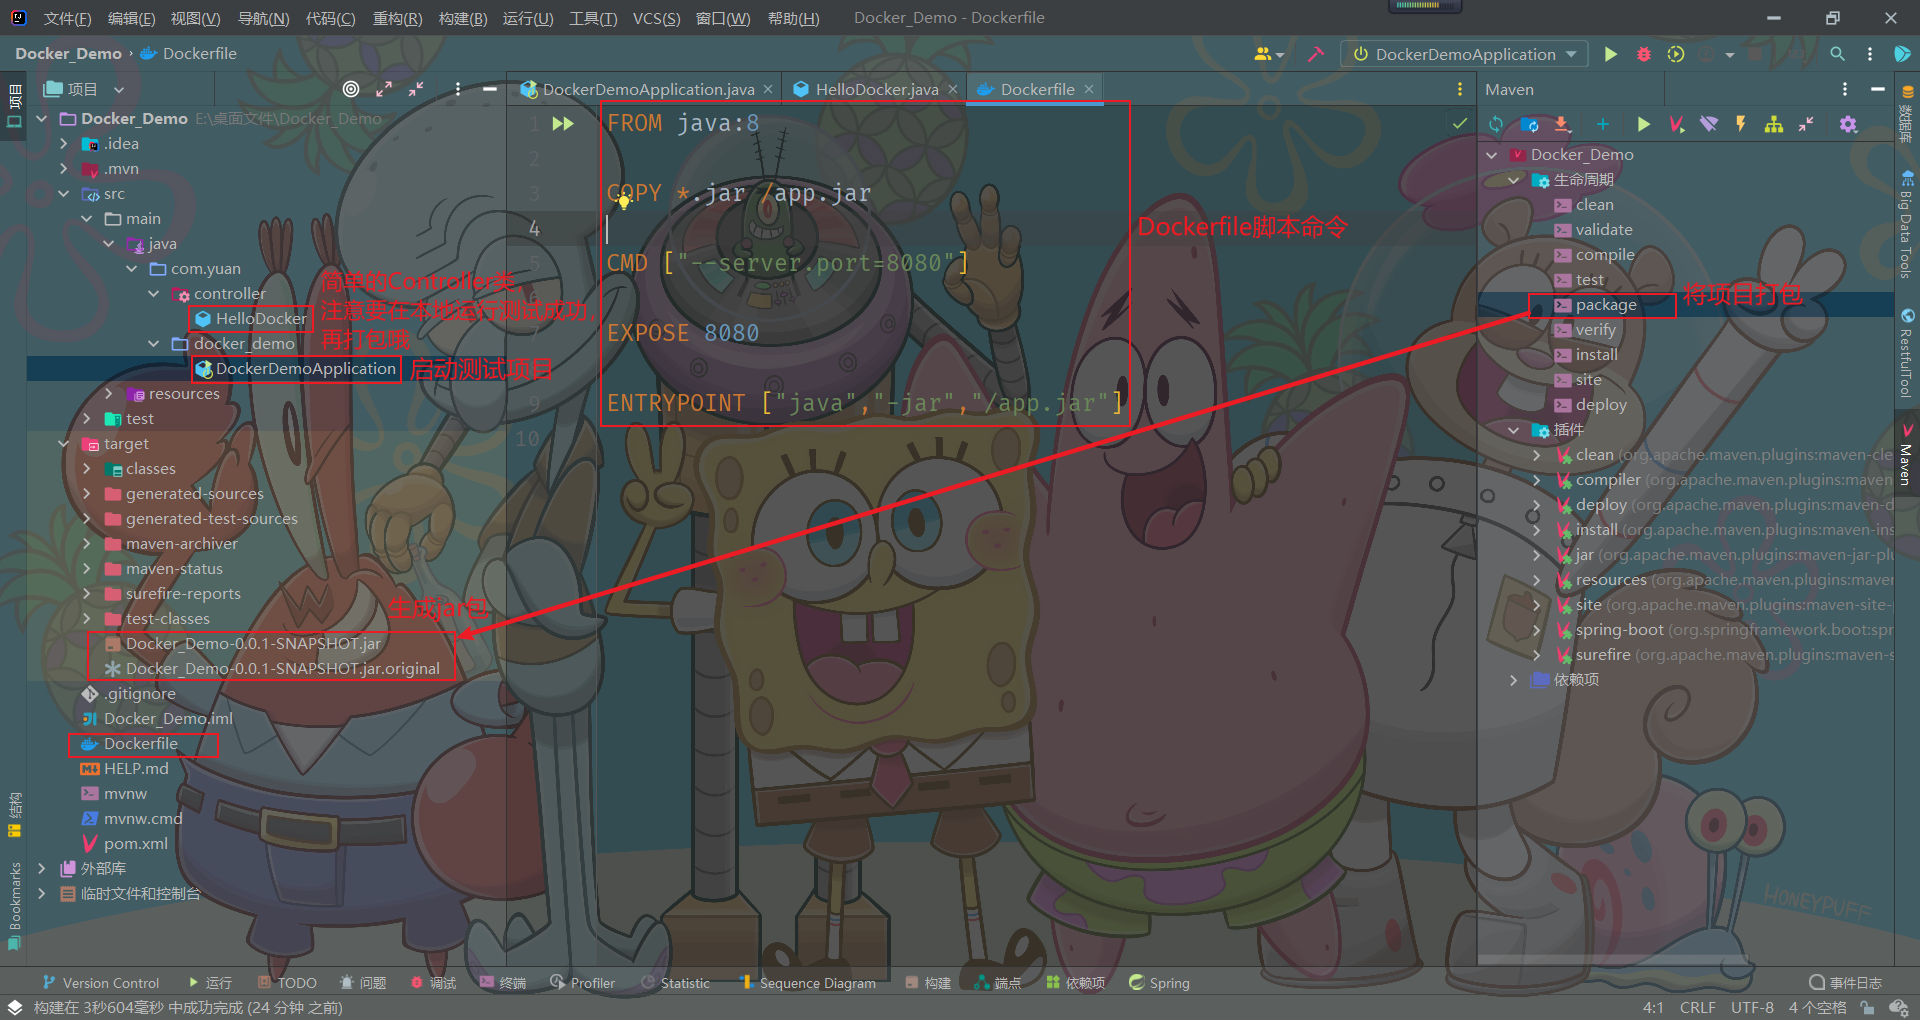 文件(F) 编辑(E) 视图(V) 导航(N) 代码(C) 重构(R) 构建(B) 运行(U) 工具(T) VCS(S) 窗口(W) 帮助(H) Docker_Demo - Dockerfile
Docker_Demo › Dockerfile
DockerDemoApplication
项目
项目
结构
Bookmarks
Docker_Demo E:\桌面文件\Docker_Demo
.idea
.mvn
src
main
java
com.yuan
controller
HelloDocker
docker_demo
DockerDemoApplication
resources
test
target
classes
generated-sources
generated-test-sources
maven-archiver
maven-status
surefire-reports
test-classes
Docker_Demo-0.0.1-SNAPSHOT.jar
Docker_Demo-0.0.1-SNAPSHOT.jar.original
.gitignore
Docker_Demo.iml
Dockerfile
HELP.md
mvnw
mvnw.cmd
pom.xml
外部库
临时文件和控制台
简单的Controller类
注意要在本地运行测试成功，
再打包哦
启动测试项目
生成jar包
DockerDemoApplication.java
HelloDocker.java
Dockerfile
1 FROM java:8
2
3 COPY *.jar /app.jar
4
5 CMD ["--server.port=8080"]
7 EXPOSE 8080
9 ENTRYPOINT ["java","-jar","/app.jar"]
10
Dockerfile脚本命令
Maven
Docker_Demo
生命周期
clean
validate
compile
test
package
将项目打包
verify
install
site
deploy
插件
clean (org.apache.maven.plugins:maven-cle
compiler (org.apache.maven.plugins:maven
deploy (org.apache.maven.plugins:maven-d
install (org.apache.maven.plugins:maven-ins
jar (org.apache.maven.plugins:maven-jar-plu
resources (org.apache.maven.plugins:maven
site (org.apache.maven.plugins:maven-site-
spring-boot (org.springframework.boot:spr
surefire (org.apache.maven.plugins:maven-s
依赖项
数据库
Big Data Tools
RestfulTool
Maven
HONEYPUFF
Version Control 运行 TODO 问题 调试 终端 Profiler Statistic Sequence Diagram 构建 端点 依赖项 Spring 事件日志
构建在 3秒604毫秒 中成功完成 (24 分钟 之前) 4:1 CRLF UTF-8 4 个空格